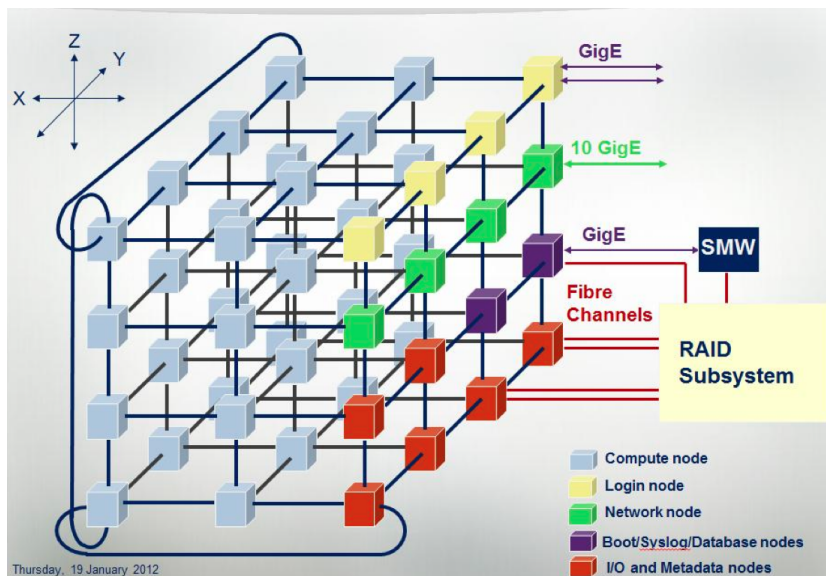 Z
Y
X
GigE
10 GigE
GigE
SMW
Fibre
Channels
RAID
Subsystem
Compute node
Login node
Network node
Boot/Syslog/Database nodes
I/O and Metadata nodes
Thursday, 19 January 2012